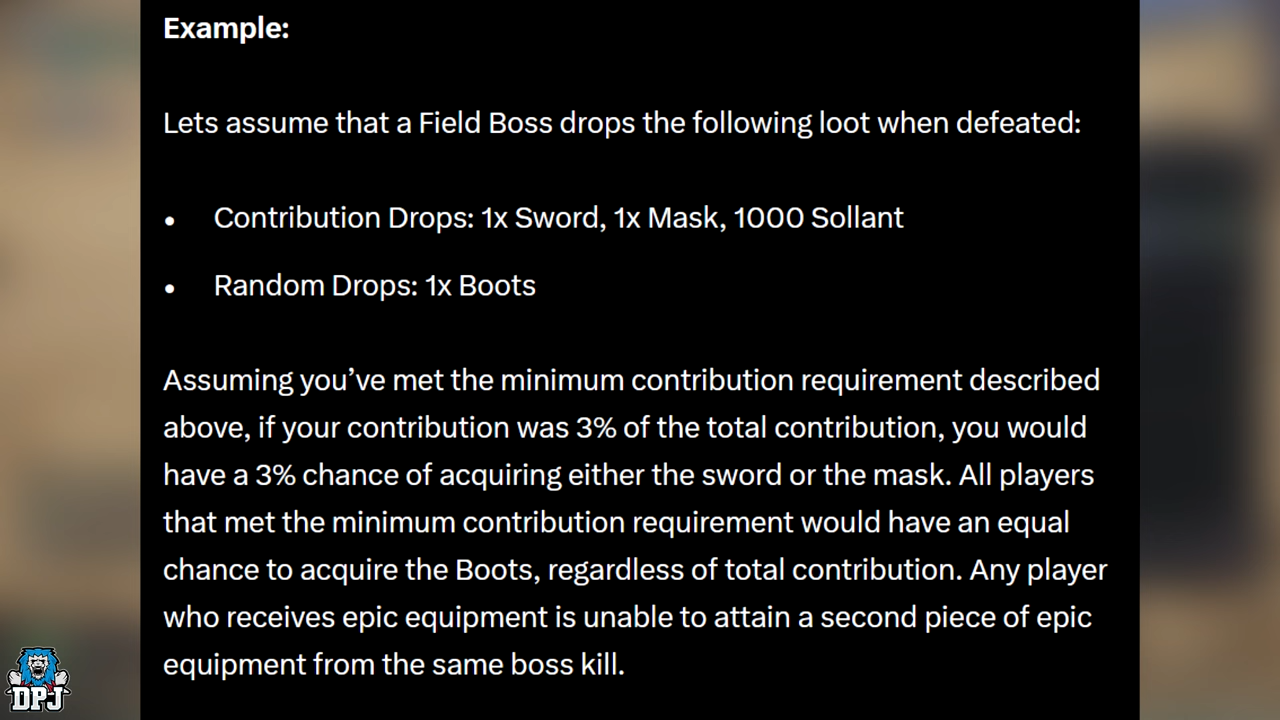 Example:
Lets assume that a Field Boss drops the following loot when defeated:
• Contribution Drops: 1x Sword, 1x Mask, 1000 Sollant
• Random Drops: 1x Boots
Assuming you’ve met the minimum contribution requirement described
above, if your contribution was 3% of the total contribution, you would
have a 3% chance of acquiring either the sword or the mask. All players
that met the minimum contribution requirement would have an equal
chance to acquire the Boots, regardless of total contribution. Any player
who receives epic equipment is unable to attain a second piece of epic
equipment from the same boss kill.
DPJ